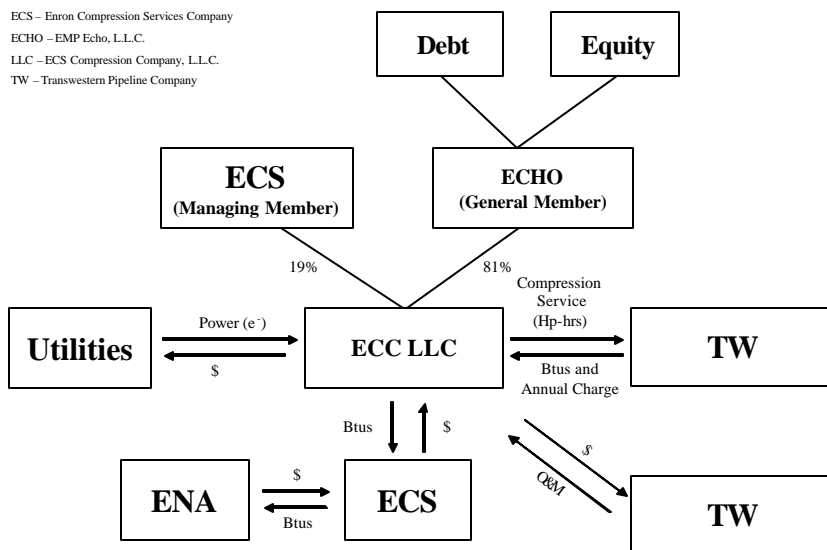 ECS – Enron Compression Services Company
ECHO – EMP Echo, L.L.C.
LLC – ECS Compression Company, L.L.C.
TW – Transwestern Pipeline Company
Debt
Equity
ECS
(Managing Member)
ECHO
(General Member)
19%
81%
Compression
Service
(Hp-hrs)
Utilities
Power (e-)
$
ECC LLC
TW
Btus and
Annual Charge
Btus
$
$
O&M
ENA
$
Btus
ECS
TW